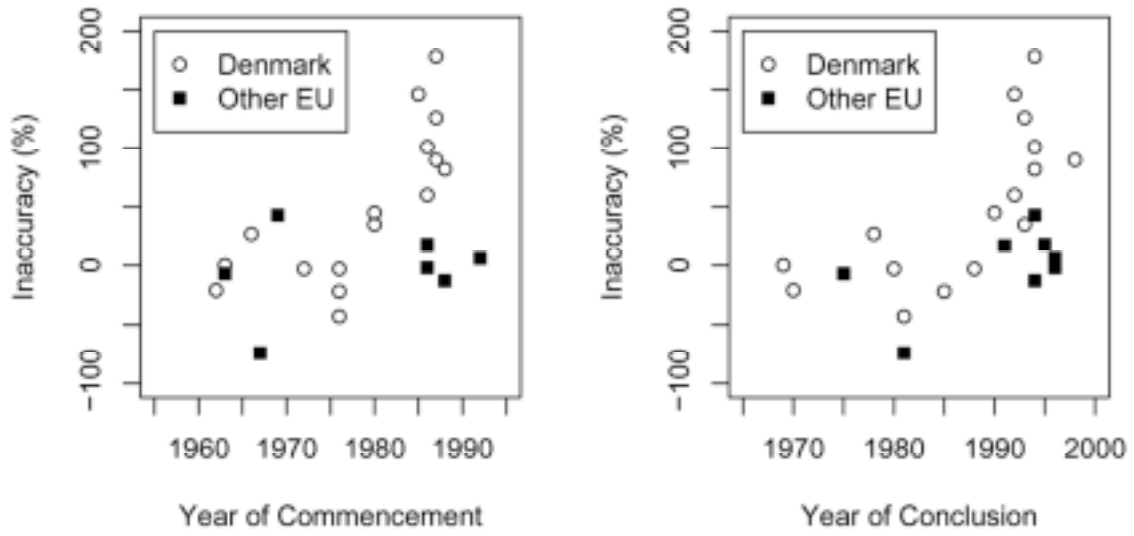 Inaccuracy (%)
200
100
0
−100
Denmark
Other EU
1960 1970 1980 1990
Year of Commencement
Inaccuracy (%)
200
100
0
−100
Denmark
Other EU
1970 1980 1990 2000
Year of Conclusion